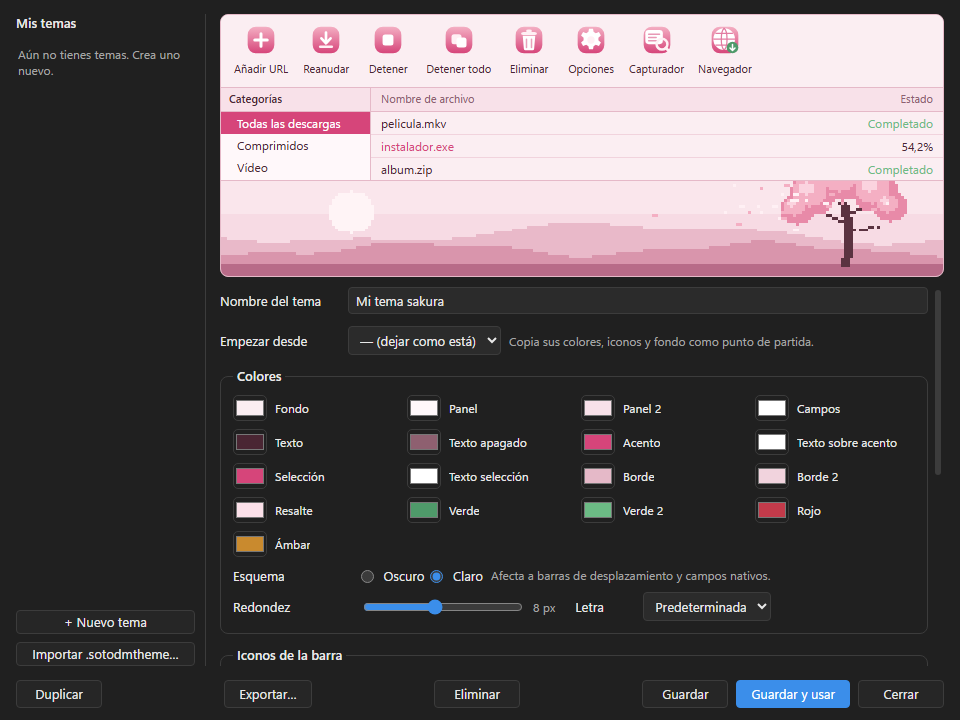 Mis temas
Aún no tienes temas. Crea uno
nuevo.
+ Nuevo tema
Importar .sotodmtheme...
Añadir URL
Reanudar
Detener
Detener todo
Eliminar
Opciones
Capturador
Navegador
Categorías
Nombre de archivo
Estado
Todas las descargas
pelicula.mkv
Completado
Comprimidos
instalador.exe
54,2%
Vídeo
album.zip
Completado
Nombre del tema
Mi tema sakura
Empezar desde
— (dejar como está)
Copia sus colores, iconos y fondo como punto de partida.
Colores
Fondo
Panel
Panel 2
Campos
Texto
Texto apagado
Acento
Texto sobre acento
Selección
Texto selección
Borde
Borde 2
Resalte
Verde
Verde 2
Rojo
Ámbar
Esquema
Oscuro
Claro
Afecta a barras de desplazamiento y campos nativos.
Redondez
8 px
Letra
Predeterminada
Iconos de la barra
Duplicar
Exportar...
Eliminar
Guardar
Guardar y usar
Cerrar